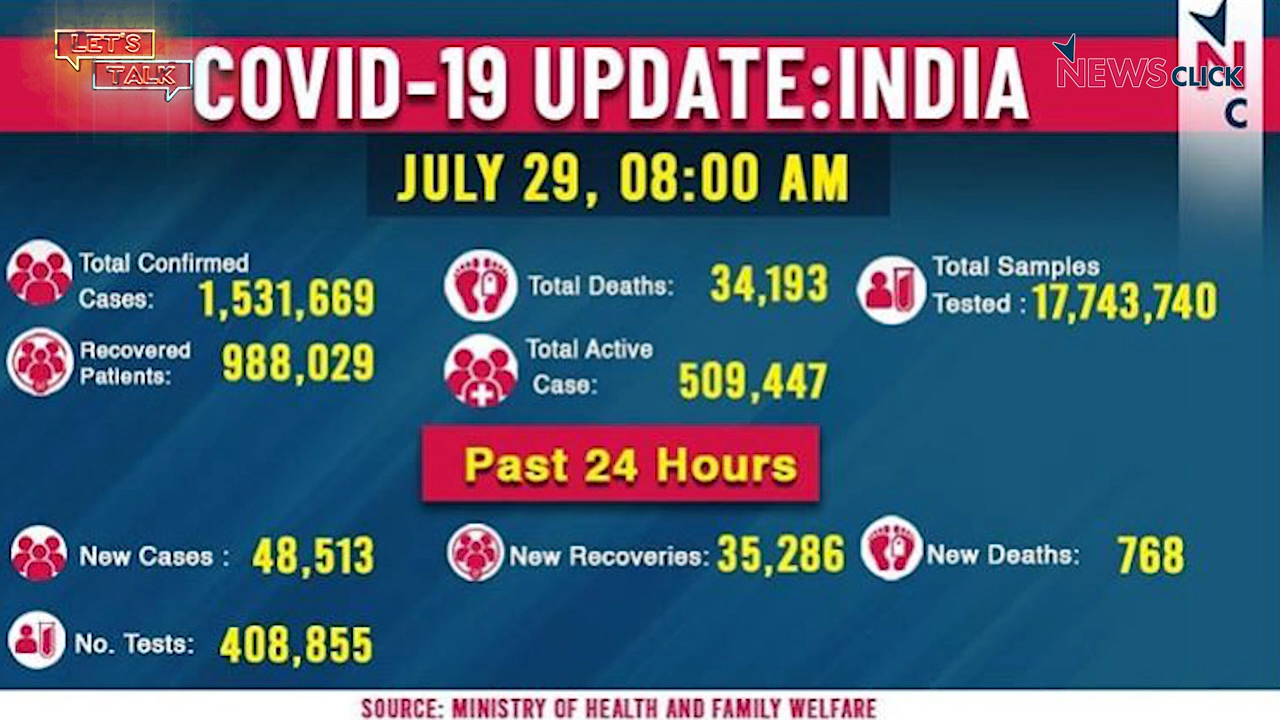 LET'S
TALK
COVID-19 UPDATE:INDIA
NEWSCLICK
N
C
JULY 29, 08:00 AM
Total Confirmed
Cases: 1,531,669
Total Deaths: 34,193
Total Samples
Tested : 17,743,740
Recovered
Patients: 988,029
Total Active
Case: 509,447
Past 24 Hours
New Cases : 48,513
New Recoveries: 35,286
New Deaths: 768
No. Tests: 408,855
SOURCE: MINISTRY OF HEALTH AND FAMILY WELFARE